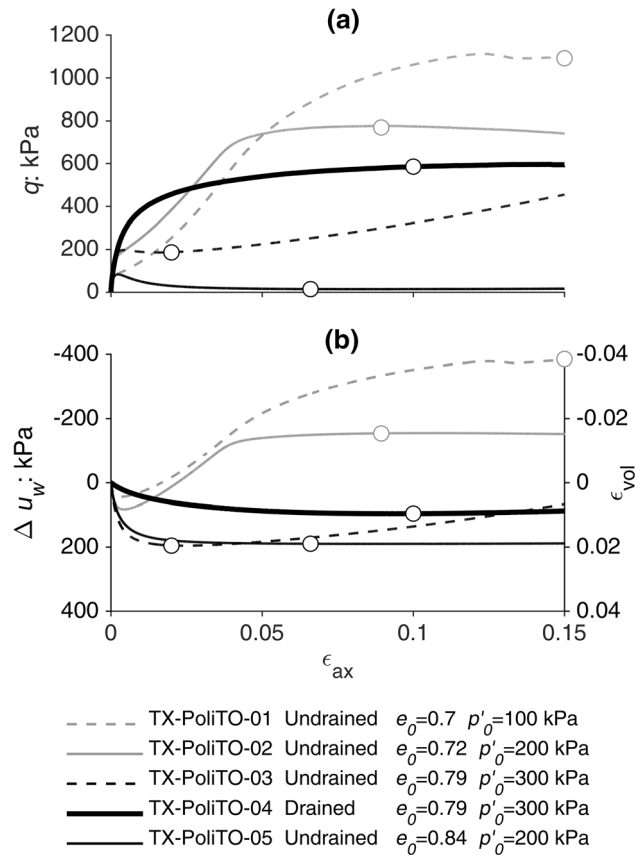 (a)
1200
1000
800
600
400
200
0
q: kPa
(b)
-400
-200
0
200
400
Δ u_w: kPa
-0.04
-0.02
0
0.02
0.04
ϵ_vol
0 0.05 0.1 0.15
ϵ_ax
TX-PoliTO-01 Undrained e_0=0.7 p'_0=100 kPa
TX-PoliTO-02 Undrained e_0=0.72 p'_0=200 kPa
TX-PoliTO-03 Undrained e_0=0.79 p'_0=300 kPa
TX-PoliTO-04 Drained e_0=0.79 p'_0=300 kPa
TX-PoliTO-05 Undrained e_0=0.84 p'_0=200 kPa